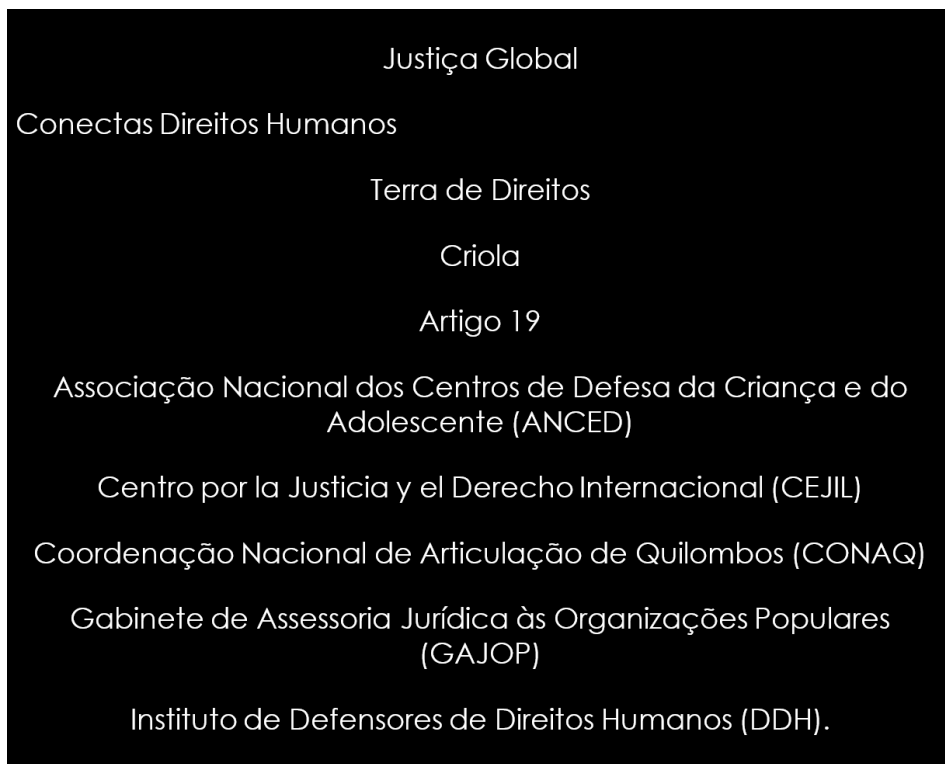 Justiça Global
Conectas Direitos Humanos
Terra de Direitos
Criola
Artigo 19
Associação Nacional dos Centros de Defesa da Criança e do
Adolescente (ANCED)
Centro por la Justicia y el Derecho Internacional (CEJIL)
Coordenação Nacional de Articulação de Quilombos (CONAQ)
Gabinete de Assessoria Jurídica às Organizações Populares
(GAJOP)
Instituto de Defensores de Direitos Humanos (DDH).